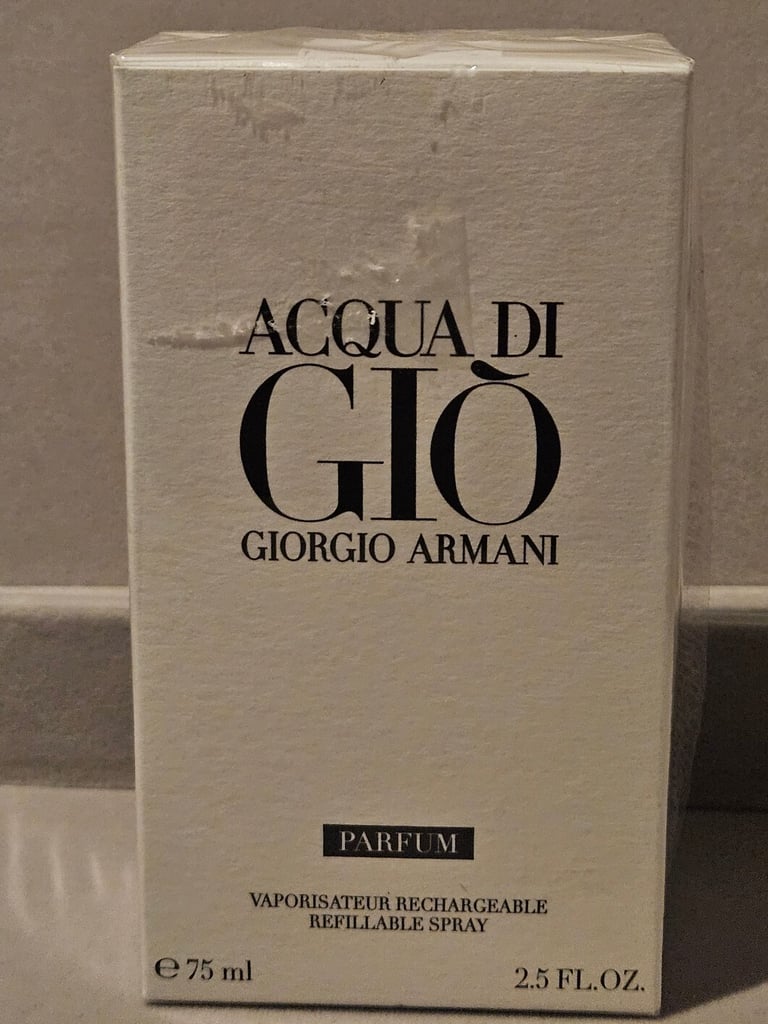 ACQUA DI
GIÒ
GIORGIO ARMANI
PARFUM
VAPORISATEUR RECHARGEABLE
REFILLABLE SPRAY
℮ 75 ml 2.5 FL.OZ.